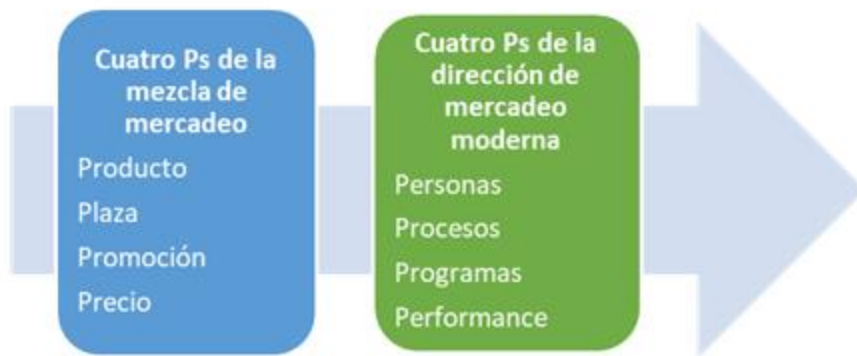 Cuatro Ps de la
mezcla de
mercadeo
Producto
Plaza
Promoción
Precio
Cuatro Ps de la
dirección de
mercadeo
moderna
Personas
Procesos
Programas
Performance